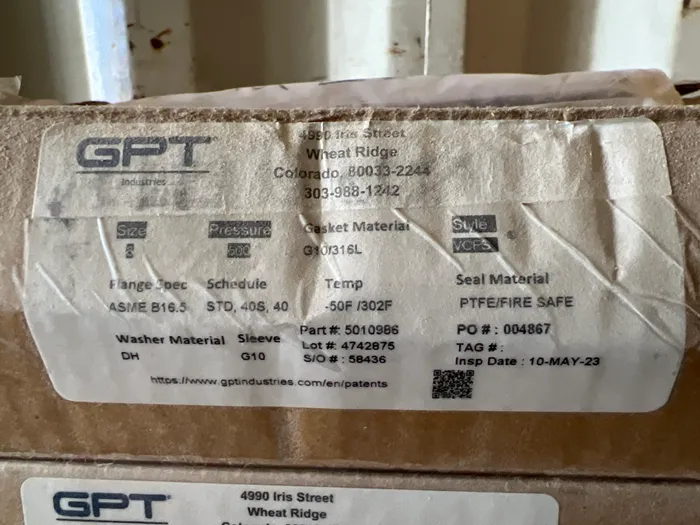 GPT
Industries
4990 Iris Street
Wheat Ridge
Colorado, 80033-2244
303-988-1242
Size Pressure Gasket Material Style
G10/316L VCFS ®
Flange Spec Schedule Temp Seal Material
ASME B16.5 STD, 40S, 40 -50F /302F PTFE/FIRE SAFE
Washer Material Sleeve Part #: 5010986 PO # : 004867
DH G10 Lot #: 4742875 TAG # :
S/O # : 58436 Insp Date : 10-MAY-23
https://www.gptindustries.com/en/patents
GPT
4990 Iris Street
Wheat Ridge